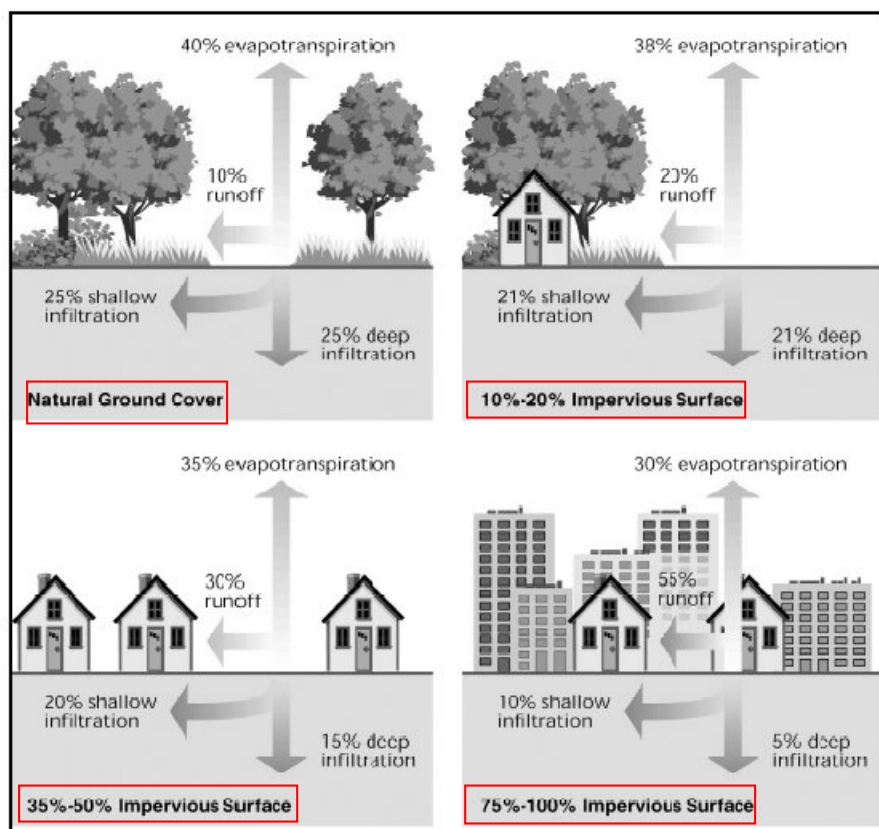 40% evapotranspiration
10%
runoff
25% shallow
infiltration
25% deep
infiltration
Natural Ground Cover
38% evapotranspiration
20%
runoff
21% shallow
infiltration
21% deep
infiltration
10%-20% Impervious Surface
35% evapotranspiration
30%
runoff
20% shallow
infiltration
15% deep
infiltration
35%-50% Impervious Surface
30% evapotranspiration
55%
runoff
10% shallow
infiltration
5% deep
infiltration
75%-100% Impervious Surface